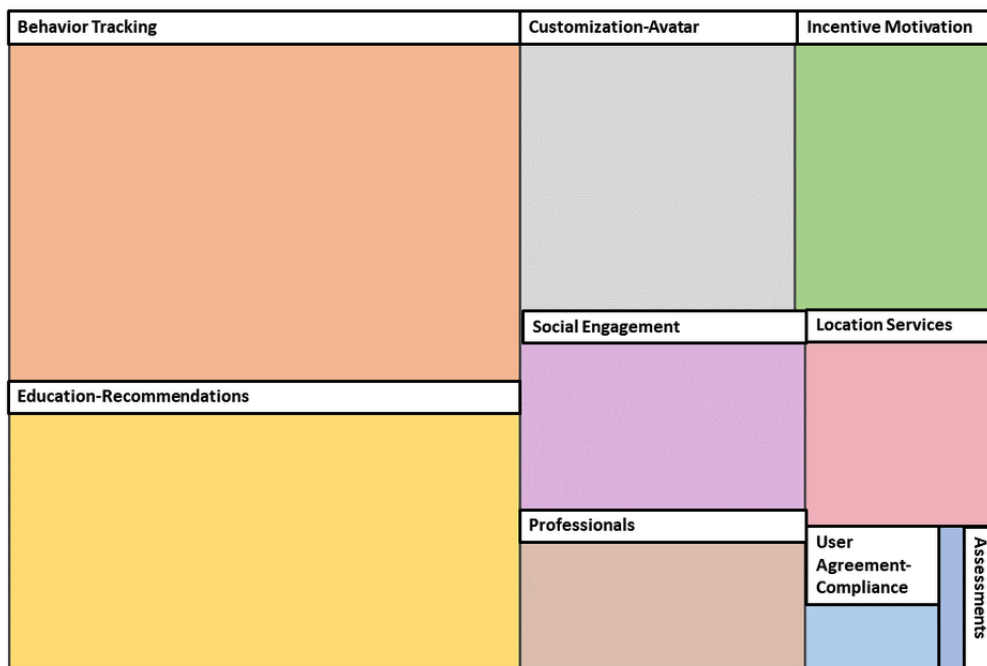 Behavior Tracking
Customization-Avatar
Incentive Motivation
Social Engagement
Location Services
Education-Recommendations
Professionals
User
Agreement-
Compliance
Assessments